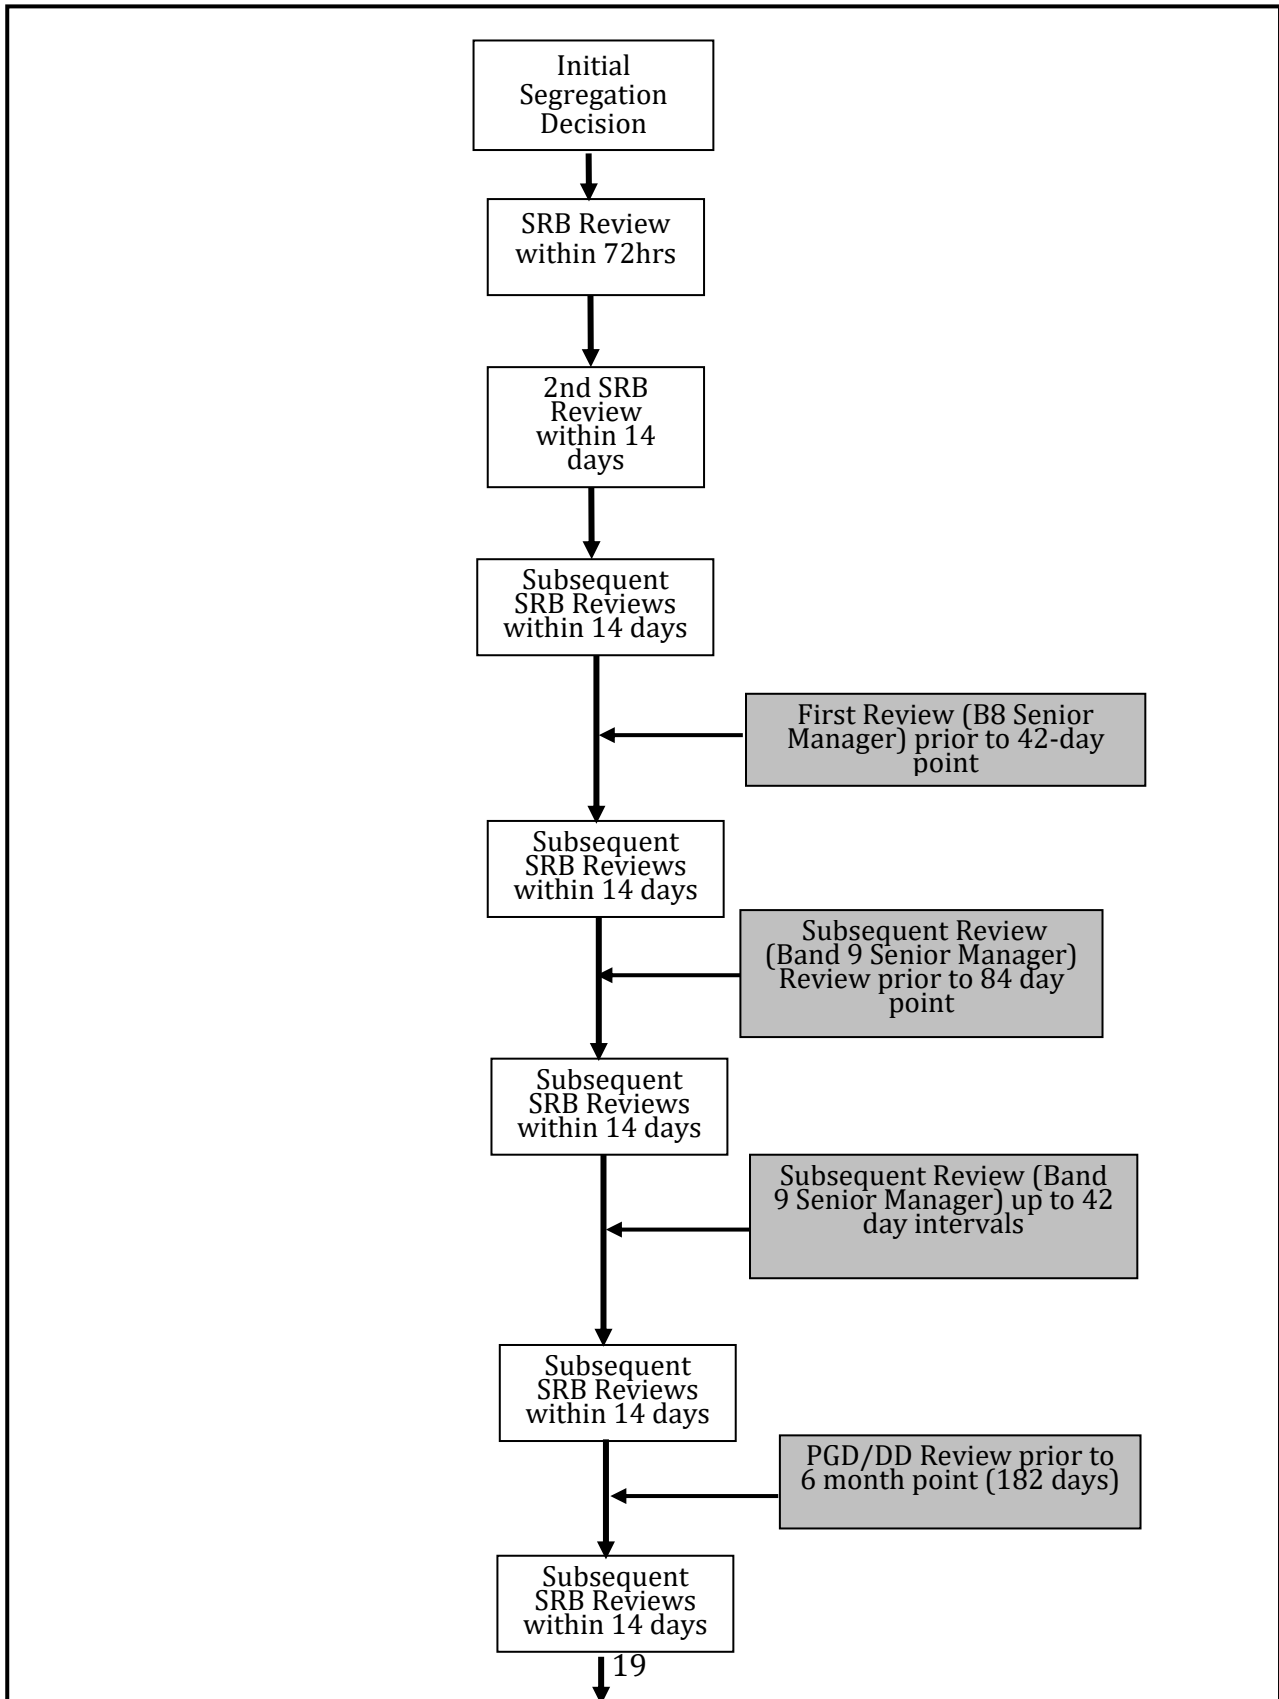 Initial
Segregation
Decision
SRB Review
within 72hrs
2nd SRB
Review
within 14
days
Subsequent
SRB Reviews
within 14 days
First Review (B8 Senior
Manager) prior to 42-day
point
Subsequent
SRB Reviews
within 14 days
Subsequent Review
(Band 9 Senior Manager)
Review prior to 84 day
point
Subsequent
SRB Reviews
within 14 days
Subsequent Review (Band
9 Senior Manager) up to 42
day intervals
Subsequent
SRB Reviews
within 14 days
PGD/DD Review prior to
6 month point (182 days)
Subsequent
SRB Reviews
within 14 days
19